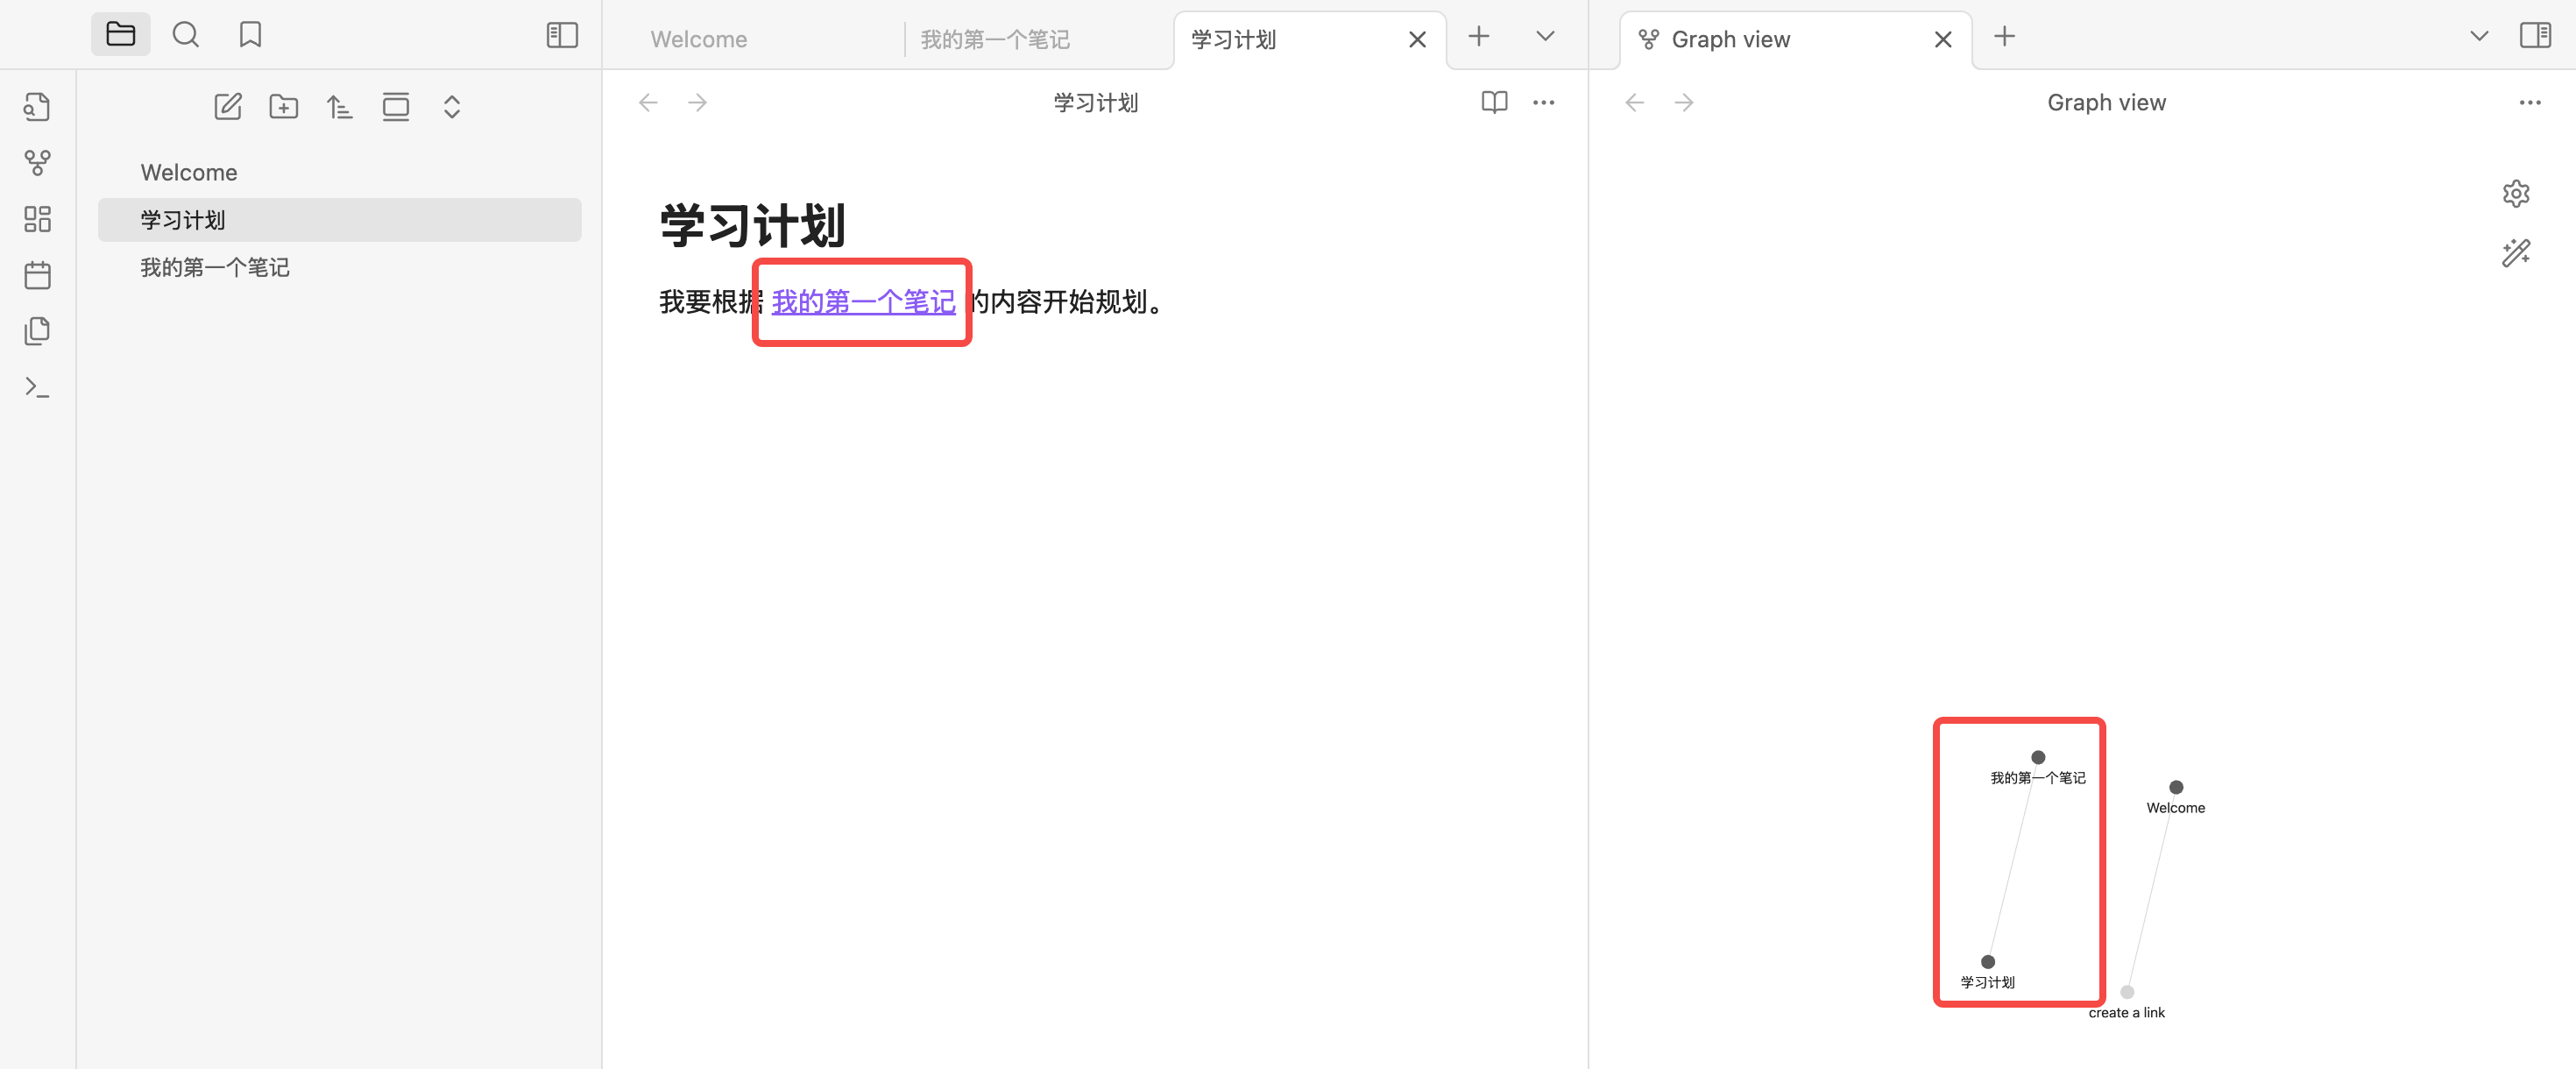 Welcome
我的第一个笔记
学习计划
Graph view
学习计划
Graph view
Welcome
学习计划
我的第一个笔记
学习计划
我要根据 我的第一个笔记 的内容开始规划。
我的第一个笔记
Welcome
学习计划
create a link